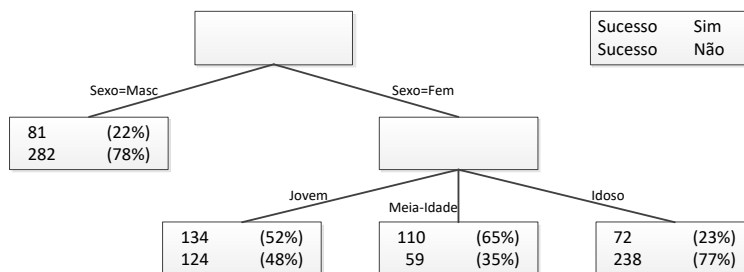 Sucesso Sim
Sucesso Não
Sexo=Masc Sexo=Fem
81 (22%)
282 (78%)
Jovem Meia-Idade Idoso
134 (52%) 110 (65%) 72 (23%)
124 (48%) 59 (35%) 238 (77%)